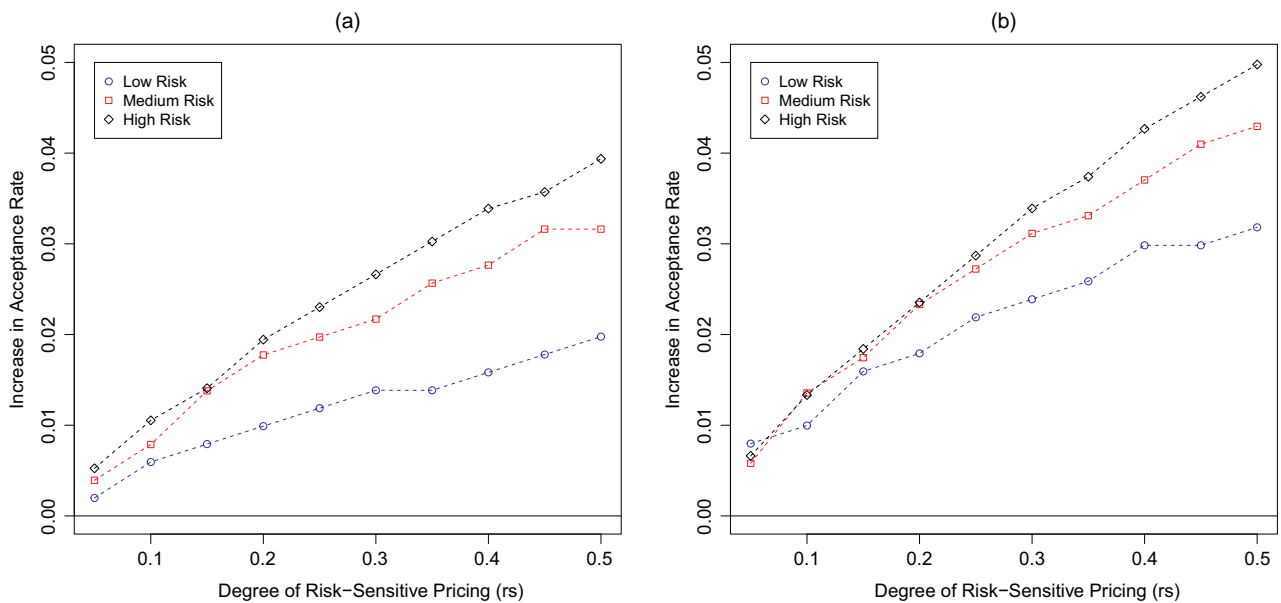 (a)
Increase in Acceptance Rate
0.05
0.04
0.03
0.02
0.01
0.00
Low Risk
Medium Risk
High Risk
0.1 0.2 0.3 0.4 0.5
Degree of Risk−Sensitive Pricing (rs)
(b)
Increase in Acceptance Rate
0.05
0.04
0.03
0.02
0.01
0.00
Low Risk
Medium Risk
High Risk
0.1 0.2 0.3 0.4 0.5
Degree of Risk−Sensitive Pricing (rs)